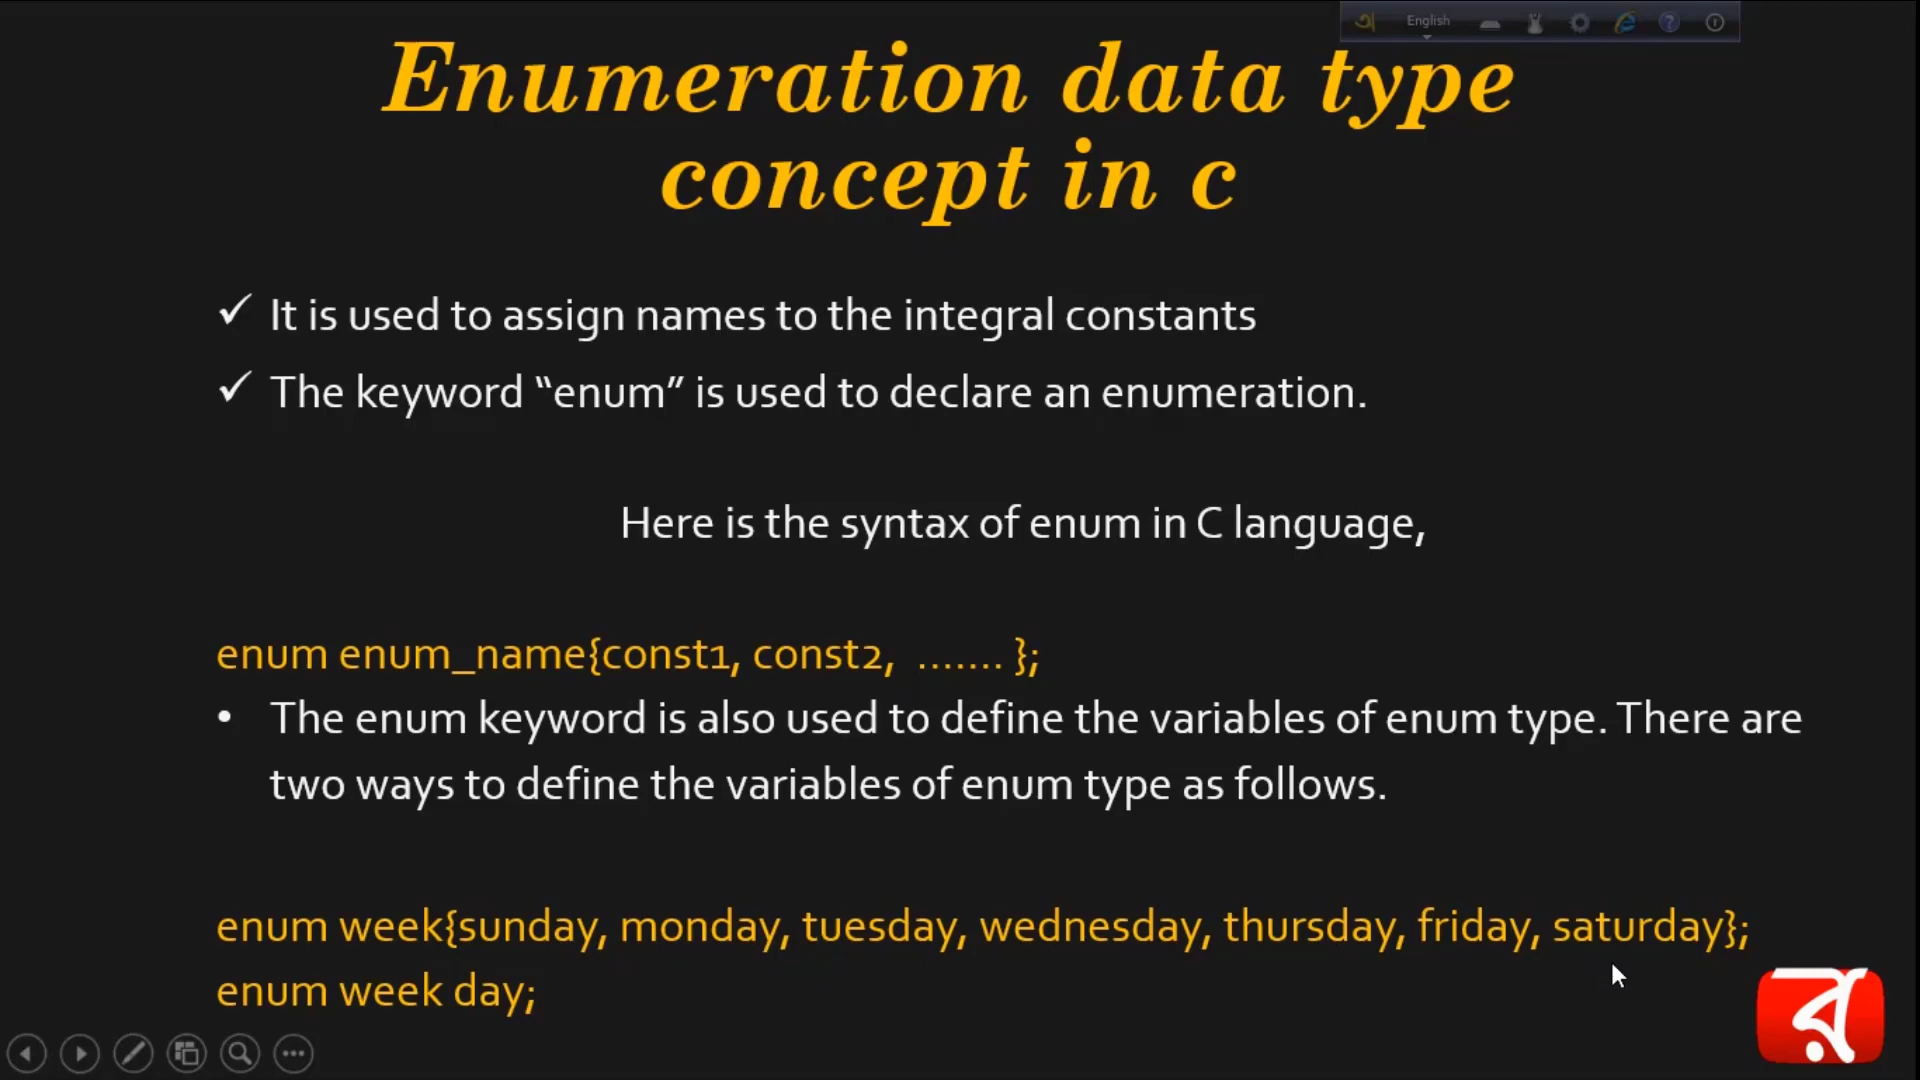 অ English
Enumeration data type
concept in c
✓ It is used to assign names to the integral constants
✓ The keyword “enum” is used to declare an enumeration.
Here is the syntax of enum in C language,
enum enum_name{const1, const2, ....... };
• The enum keyword is also used to define the variables of enum type. There are
two ways to define the variables of enum type as follows.
enum week{sunday, monday, tuesday, wednesday, thursday, friday, saturday};
enum week day;
র